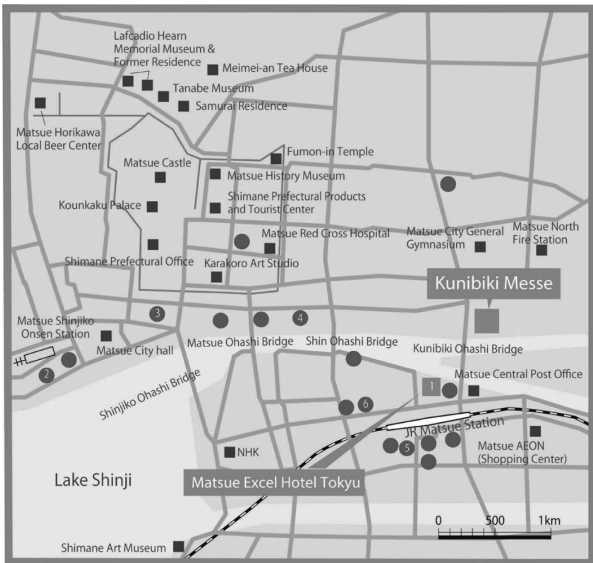 Lafcadio Hearn
Memorial Museum &
Former Residence
Meimei-an Tea House
Tanabe Museum
Samurai Residence
Matsue Horikawa
Local Beer Center
Fumon-in Temple
Matsue Castle
Matsue History Museum
Kounkaku Palace
Shimane Prefectural Products
and Tourist Center
Matsue Red Cross Hospital
Matsue City General
Gymnasium
Matsue North
Fire Station
Shimane Prefectural Office
Karakoro Art Studio
Kunibiki Messe
Matsue Shinjiko
Onsen Station
3
4
Matsue City hall
Matsue Ohashi Bridge
Shin Ohashi Bridge
Kunibiki Ohashi Bridge
2
Shinjiko Ohashi Bridge
Matsue Central Post Office
1
6
JR Matsue Station
5
Matsue AEON
(Shopping Center)
NHK
Lake Shinji
Matsue Excel Hotel Tokyu
0 500 1km
Shimane Art Museum